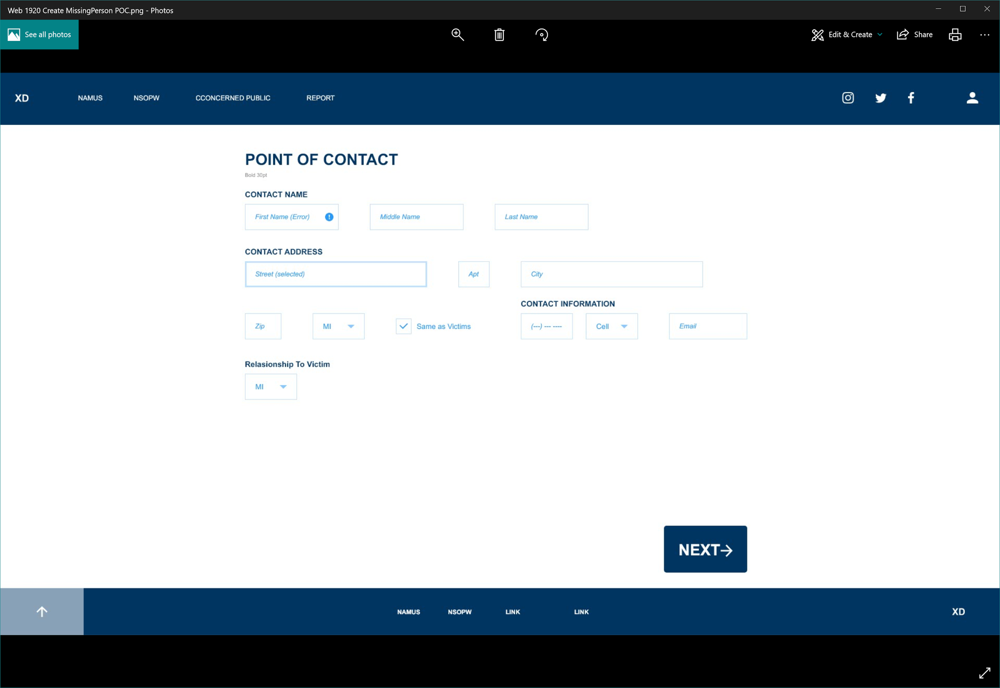 Web 1920 Create MissingPerson POC.png - Photos
See all photos
Edit & Create
Share
XD NAMUS NSOPW CCONCERNED PUBLIC REPORT
POINT OF CONTACT
Bold 30pt
CONTACT NAME
First Name (Error) Middle Name Last Name
CONTACT ADDRESS
Street (selected) Apt City
CONTACT INFORMATION
Zip MI Same as Victims (---) --- ---- Cell Email
Relasionship To Victim
MI
NEXT→
NAMUS NSOPW LINK LINK XD